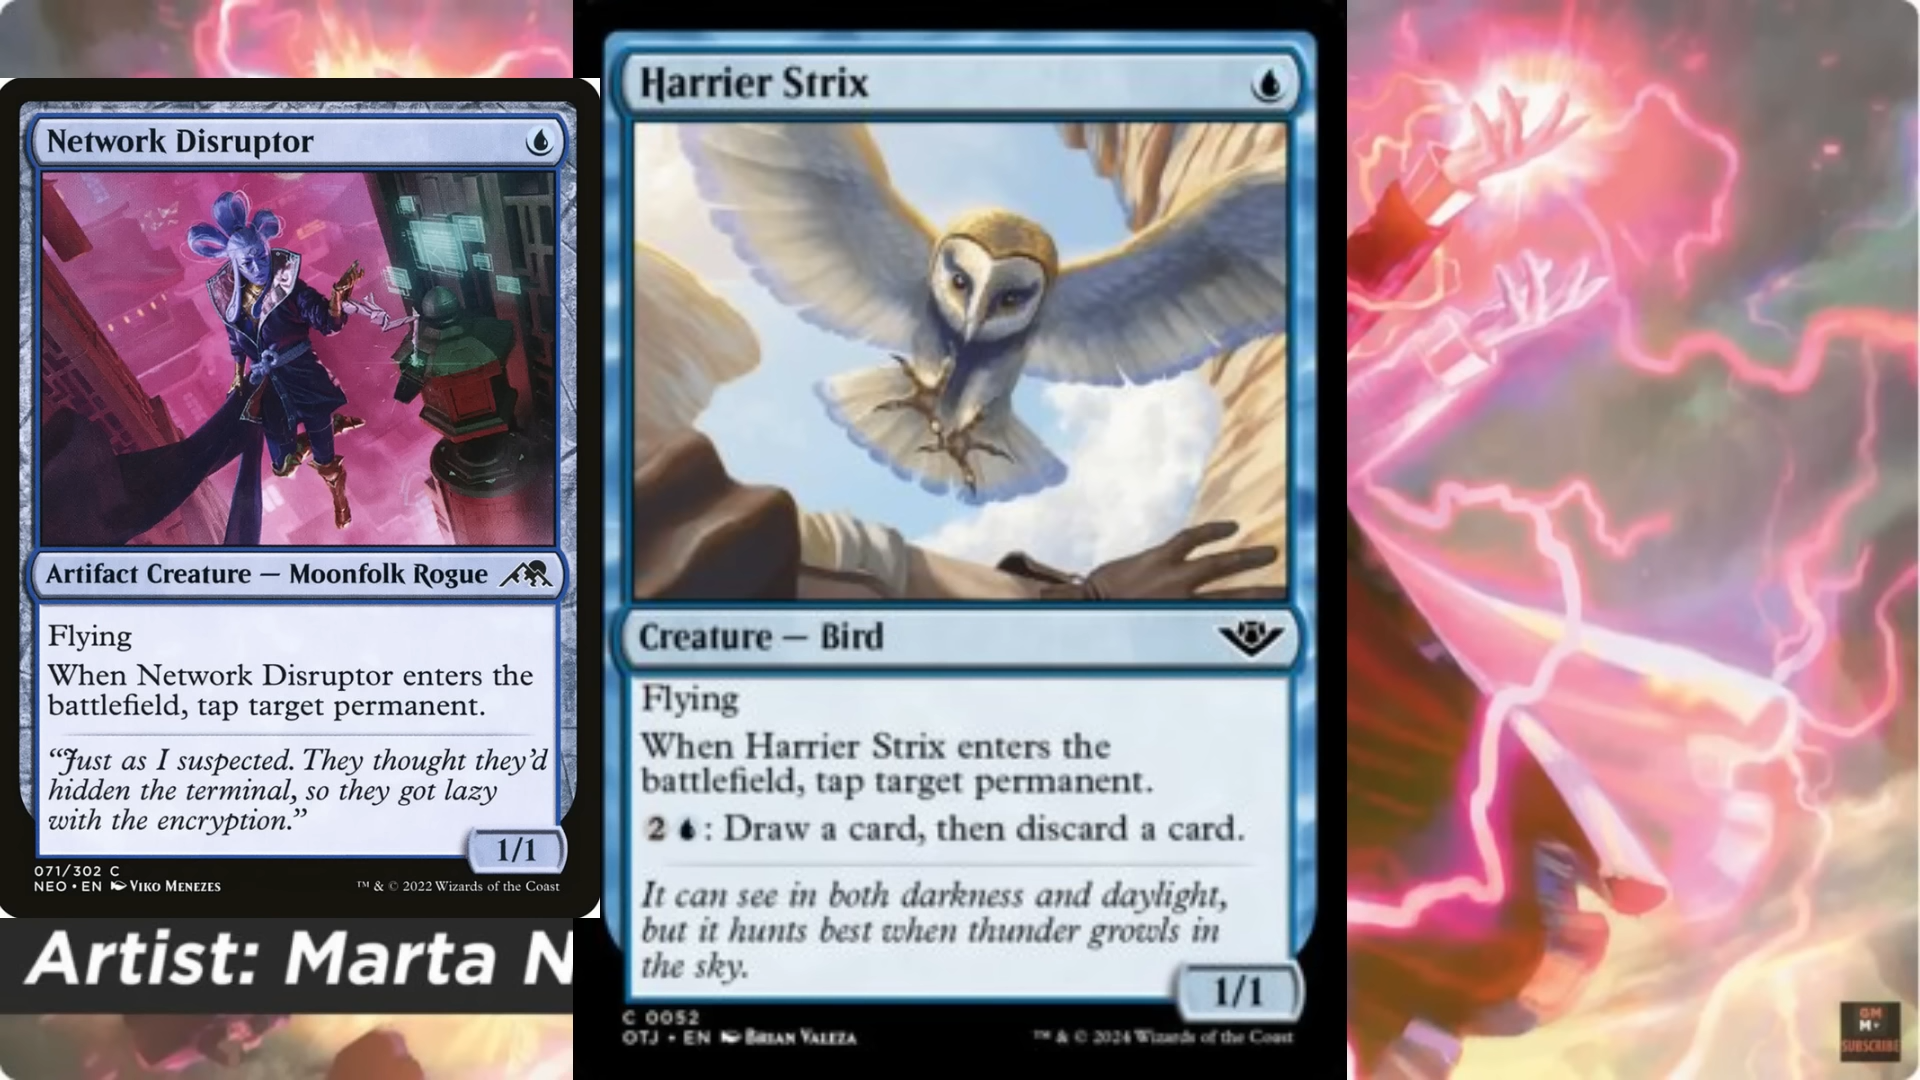 Network Disruptor
Artifact Creature — Moonfolk Rogue
Flying
When Network Disruptor enters the
battlefield, tap target permanent.
“Just as I suspected. They thought they’d
hidden the terminal, so they got lazy
with the encryption.”
1/1
071/302 C
NEO • EN VIKO MENEZES
™ & © 2022 Wizards of the Coast
Artist: Marta N
Harrier Strix
Creature — Bird
Flying
When Harrier Strix enters the
battlefield, tap target permanent.
2 : Draw a card, then discard a card.
It can see in both darkness and daylight,
but it hunts best when thunder growls in
the sky.
1/1
C 0052
OTJ • EN BRIAN VALEZA
™ & © 2024 Wizards of the Coast
GM
M+
SUBSCRIBE